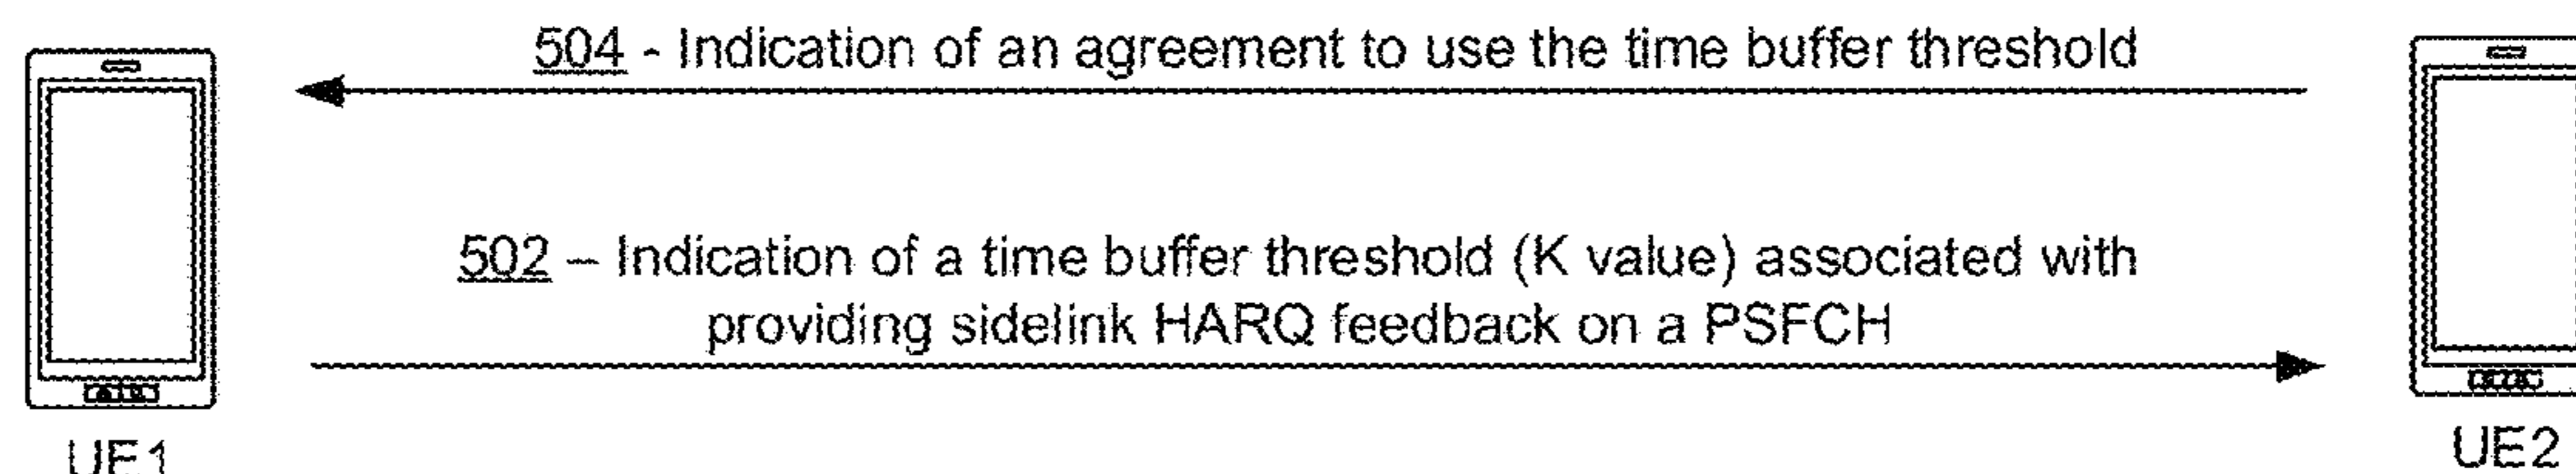 504 - Indication of an agreement to use the time buffer threshold
502 – Indication of a time buffer threshold (K value) associated with
providing sidelink HARQ feedback on a PSFCH
UE1
UE2